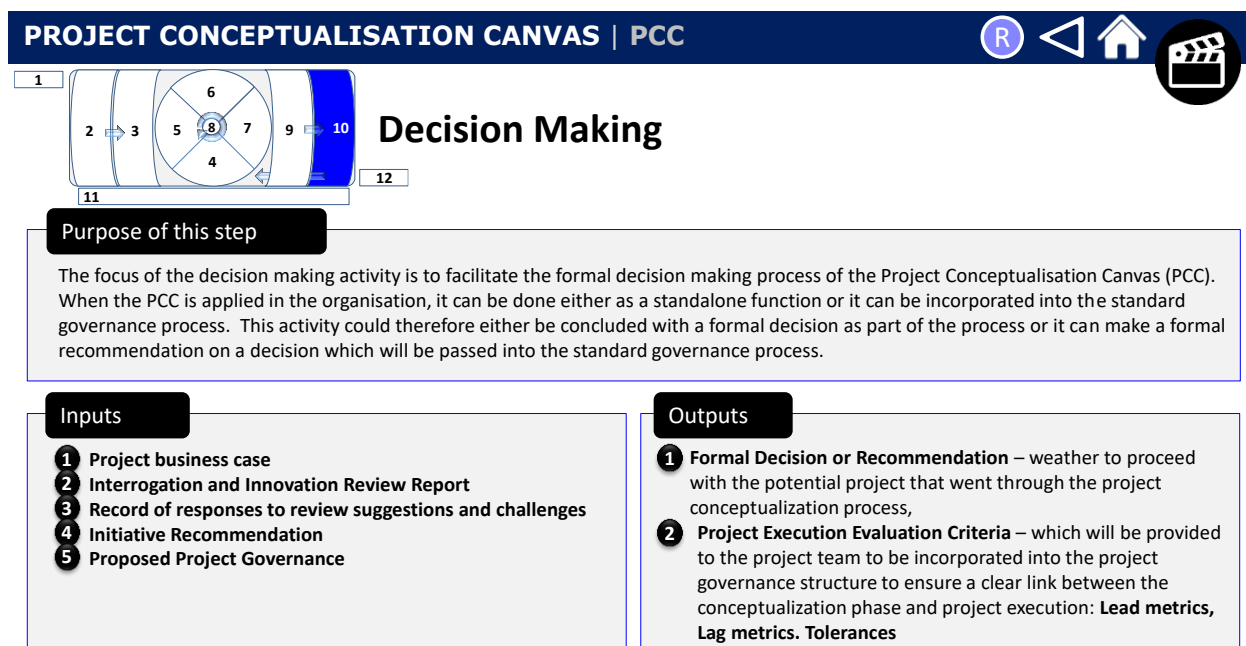 PROJECT CONCEPTUALISATION CANVAS | PCC
R
1
6
2
3
5
8
7
9
10
4
12
11
Decision Making
Purpose of this step
The focus of the decision making activity is to facilitate the formal decision making process of the Project Conceptualisation Canvas (PCC).
When the PCC is applied in the organisation, it can be done either as a standalone function or it can be incorporated into the standard
governance process. This activity could therefore either be concluded with a formal decision as part of the process or it can make a formal
recommendation on a decision which will be passed into the standard governance process.
Inputs
1 Project business case
2 Interrogation and Innovation Review Report
3 Record of responses to review suggestions and challenges
4 Initiative Recommendation
5 Proposed Project Governance
Outputs
1 Formal Decision or Recommendation – weather to proceed
with the potential project that went through the project
conceptualization process,
2 Project Execution Evaluation Criteria – which will be provided
to the project team to be incorporated into the project
governance structure to ensure a clear link between the
conceptualization phase and project execution: Lead metrics,
Lag metrics. Tolerances